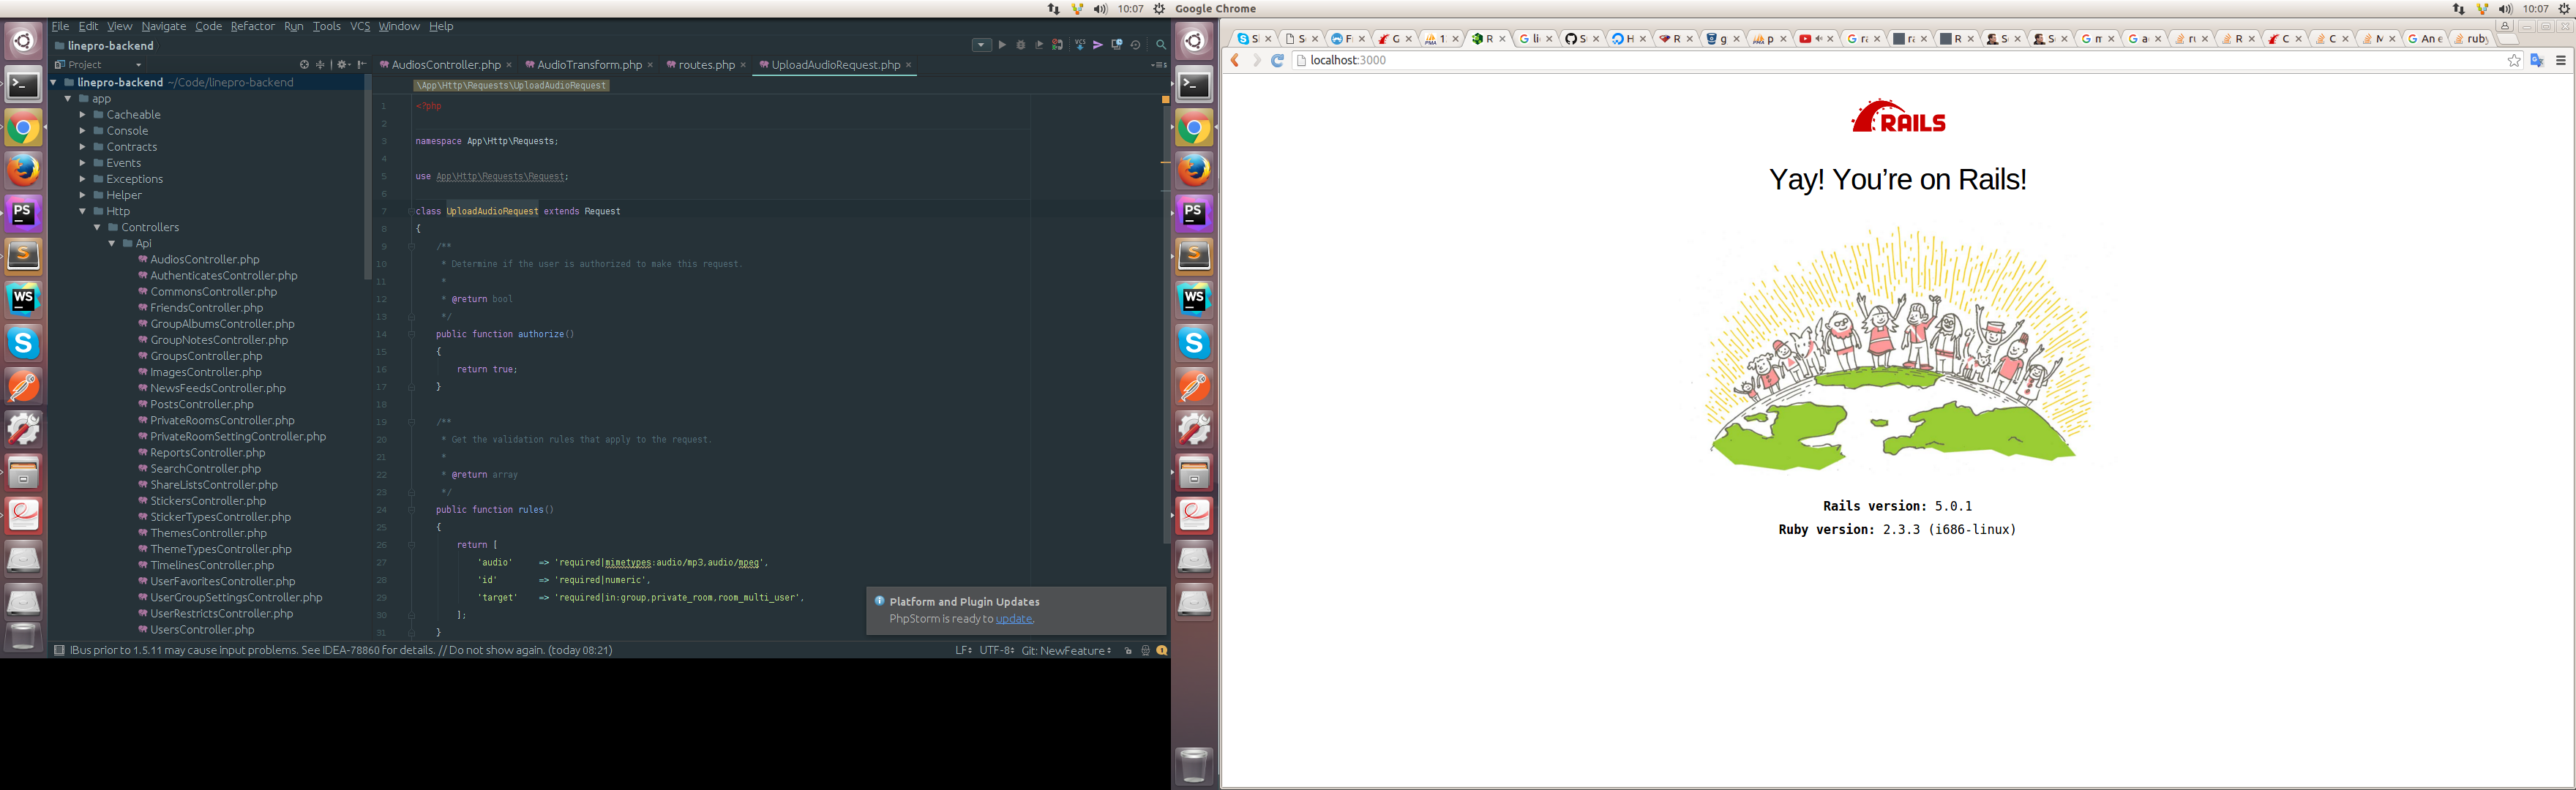 10:07
Google Chrome
10:07
File Edit View Navigate Code Refactor Run Tools VCS Window Help
linepro-backend
Project
AudiosController.php
AudioTransform.php
routes.php
UploadAudioRequest.php
linepro-backend ~/Code/linepro-backend
app
Cacheable
Console
Contracts
Events
Exceptions
Helper
Http
Controllers
Api
AudiosController.php
AuthenticatesController.php
CommonsController.php
FriendsController.php
GroupAlbumsController.php
GroupNotesController.php
GroupsController.php
ImagesController.php
NewsFeedsController.php
PostsController.php
PrivateRoomsController.php
PrivateRoomSettingController.php
ReportsController.php
SearchController.php
ShareListsController.php
StickersController.php
StickerTypesController.php
ThemesController.php
ThemeTypesController.php
TimelinesController.php
UserFavoritesController.php
UserGroupSettingsController.php
UserRestrictsController.php
UsersController.php
\App\Http\Requests\UploadAudioRequest
1 <?php
2
3 namespace App\Http\Requests;
4
5 use App\Http\Requests\Request;
6
7 class UploadAudioRequest extends Request
8 {
9 /**
10 * Determine if the user is authorized to make this request.
11 *
12 * @return bool
13 */
14 public function authorize()
15 {
16 return true;
17 }
18
19 /**
20 * Get the validation rules that apply to the request.
21 *
22 * @return array
23 */
24 public function rules()
25 {
26 return [
27 'audio' => 'required|mimetypes:audio/mp3,audio/mpeg',
28 'id' => 'required|numeric',
29 'target' => 'required|in:group,private_room,room_multi_user',
30 ];
31 }
Platform and Plugin Updates
PhpStorm is ready to update.
IBus prior to 1.5.11 may cause input problems. See IDEA-78860 for details. // Do not show again. (today 08:21)
LF UTF-8 Git: NewFeature
localhost:3000
RAILS
Yay! You’re on Rails!
Rails version: 5.0.1
Ruby version: 2.3.3 (i686-linux)